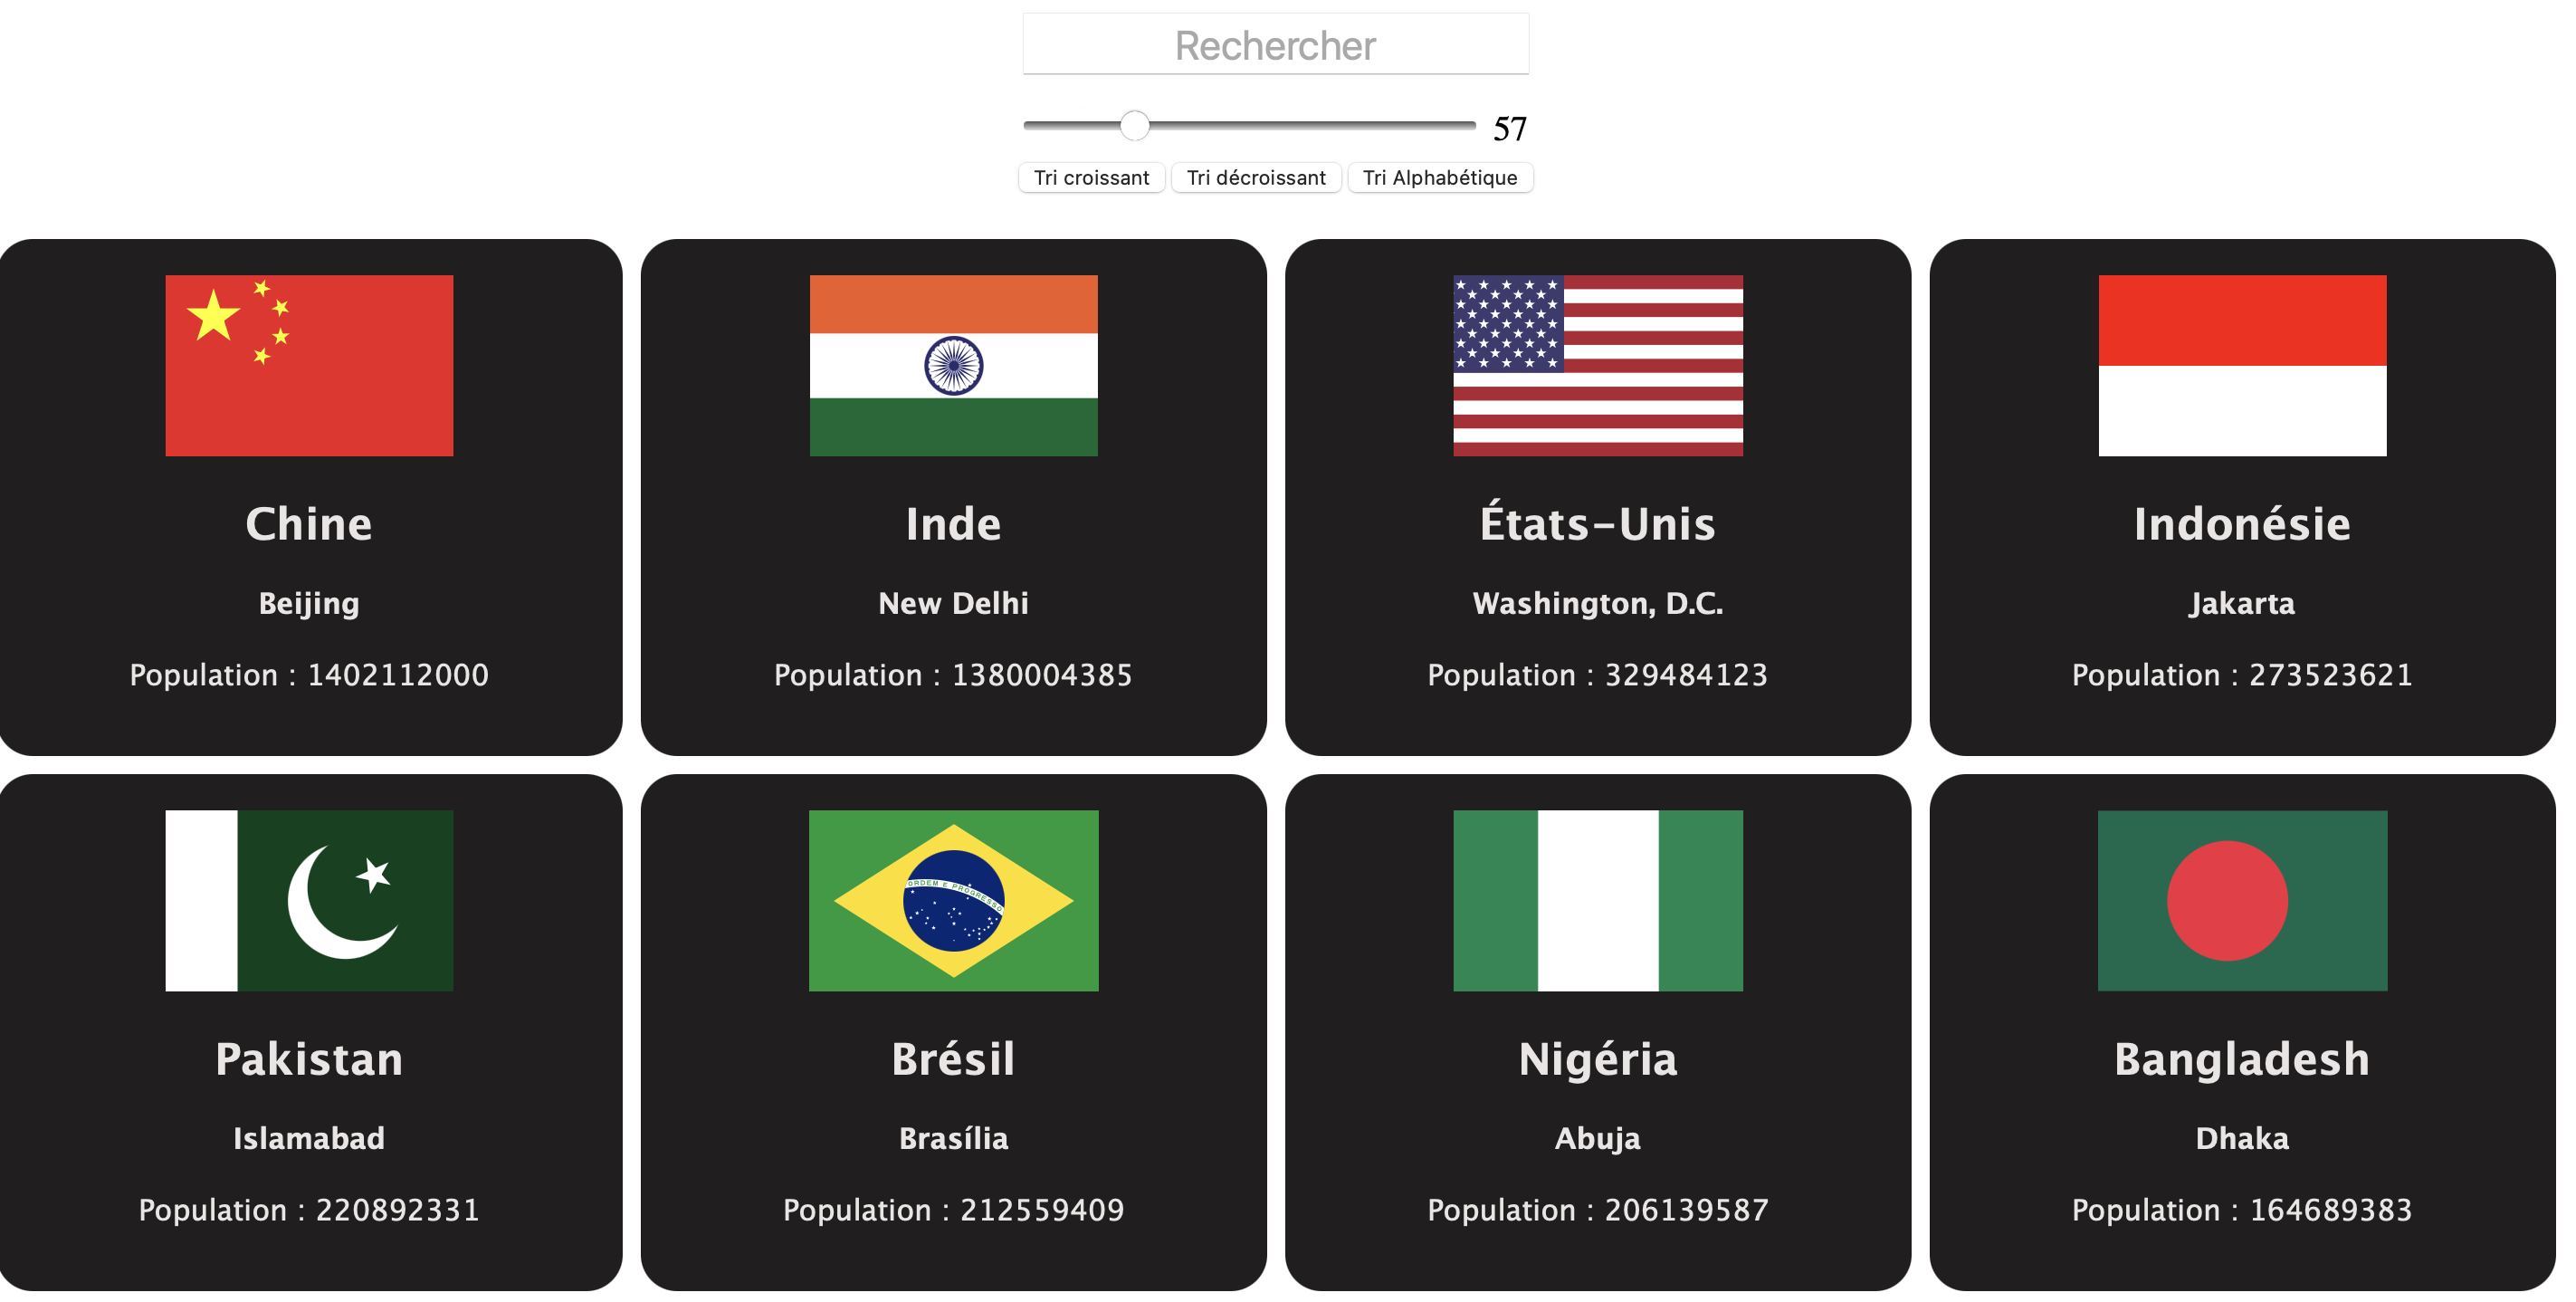 Rechercher
57
Tri croissant Tri décroissant Tri Alphabétique
Chine
Beijing
Population : 1402112000
Inde
New Delhi
Population : 1380004385
États-Unis
Washington, D.C.
Population : 329484123
Indonésie
Jakarta
Population : 273523621
Pakistan
Islamabad
Population : 220892331
ORDEM E PROGRESSO
Brésil
Brasília
Population : 212559409
Nigéria
Abuja
Population : 206139587
Bangladesh
Dhaka
Population : 164689383